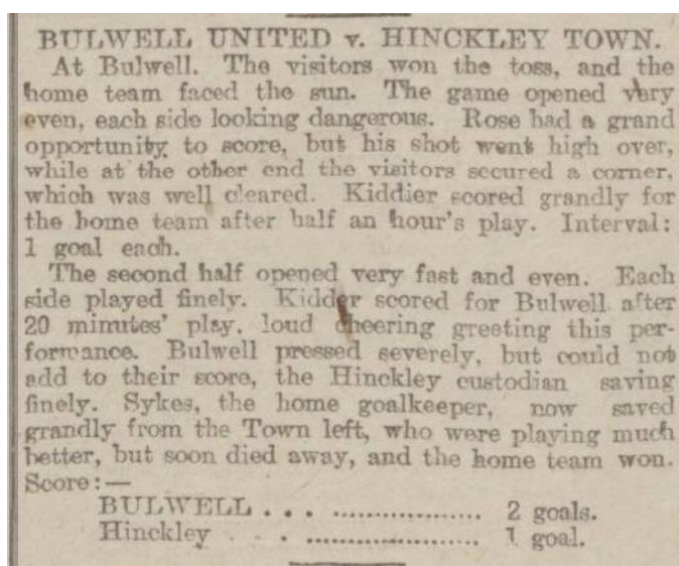 BULWELL UNITED v. HINCKLEY TOWN.
At Bulwell. The visitors won the toss, and the
home team faced the sun. The game opened very
even, each side looking dangerous. Rose had a grand
opportunity to score, but his shot went high over,
while at the other end the visitors secured a corner,
which was well cleared. Kiddier scored grandly for
the home team after half an hour's play. Interval:
1 goal each.
The second half opened very fast and even. Each
side played finely. Kidder scored for Bulwell after
20 minutes' play, loud cheering greeting this per-
formance. Bulwell pressed severely, but could not
add to their score, the Hinckley custodian saving
finely. Sykes, the home goalkeeper, now saved
grandly from the Town left, who were playing much
better, but soon died away, and the home team won.
Score:—
BULWELL . . . .................. 2 goals.
Hinckley . . . .................. 1 goal.